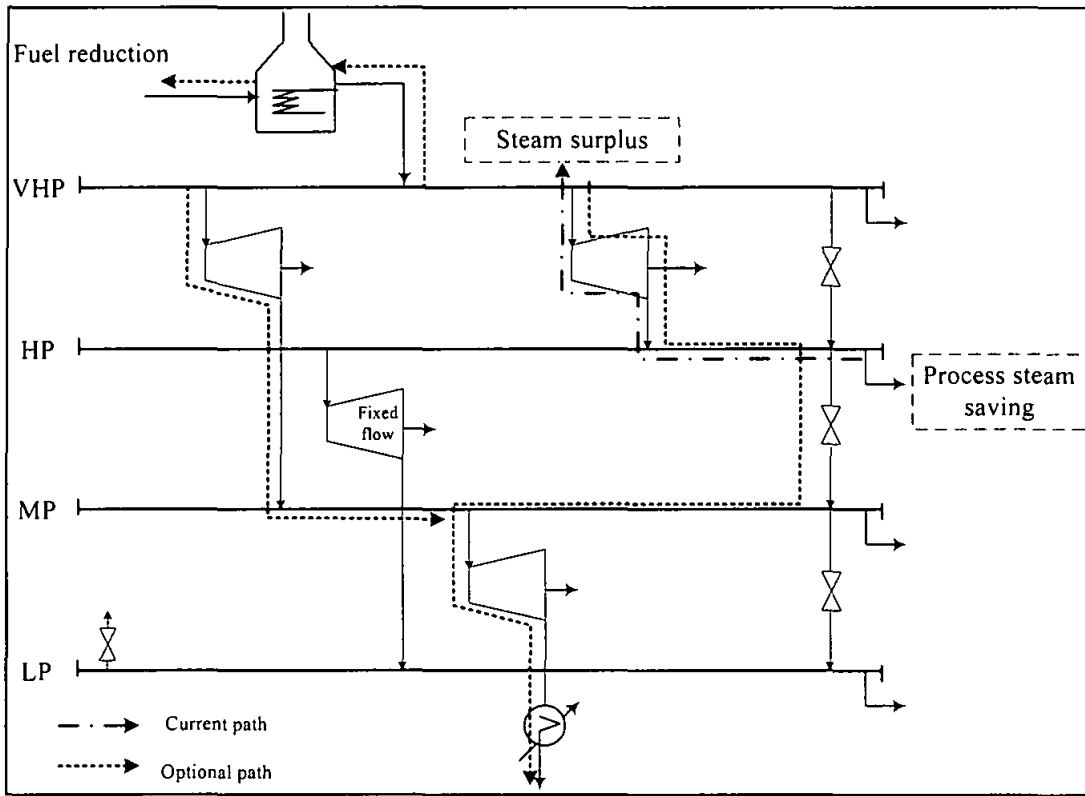 Fuel reduction
Steam surplus
VHP
HP
Process steam
saving
Fixed
flow
MP
LP
Current path
Optional path